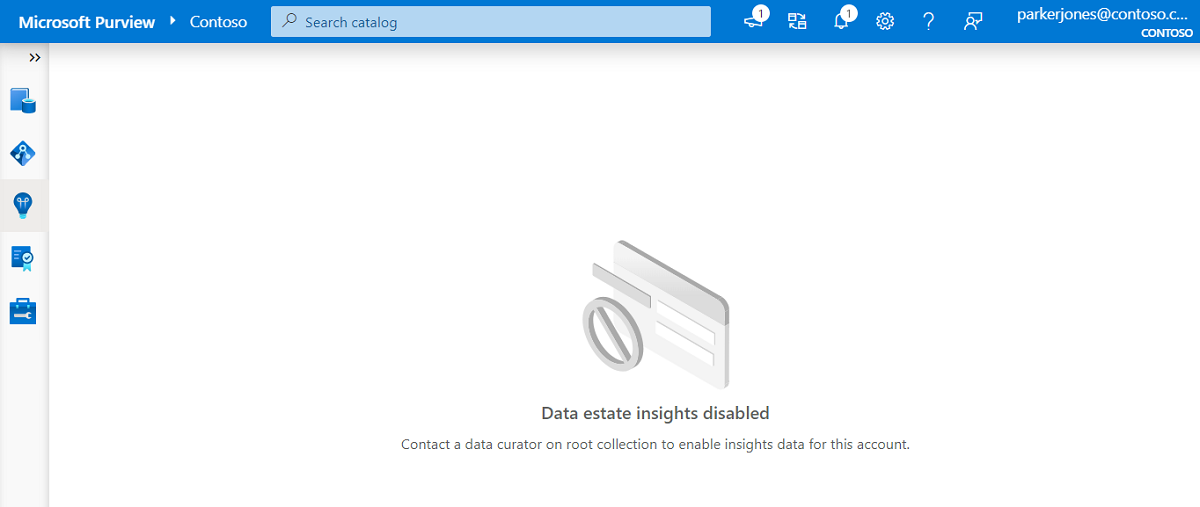 Microsoft Purview Contoso
Search catalog
1
1
?
parkerjones@contoso.c...
CONTOSO
Data estate insights disabled
Contact a data curator on root collection to enable insights data for this account.